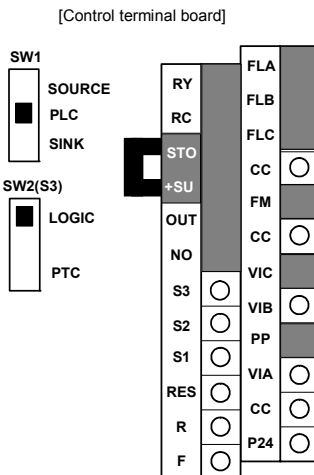 [Control terminal board]
SW1
SOURCE
PLC
SINK
SW2(S3)
LOGIC
PTC
RY
RC
STO
+SU
OUT
NO
S3
S2
S1
RES
R
F
FLA
FLB
FLC
CC
FM
CC
VIC
VIB
PP
VIA
CC
P24